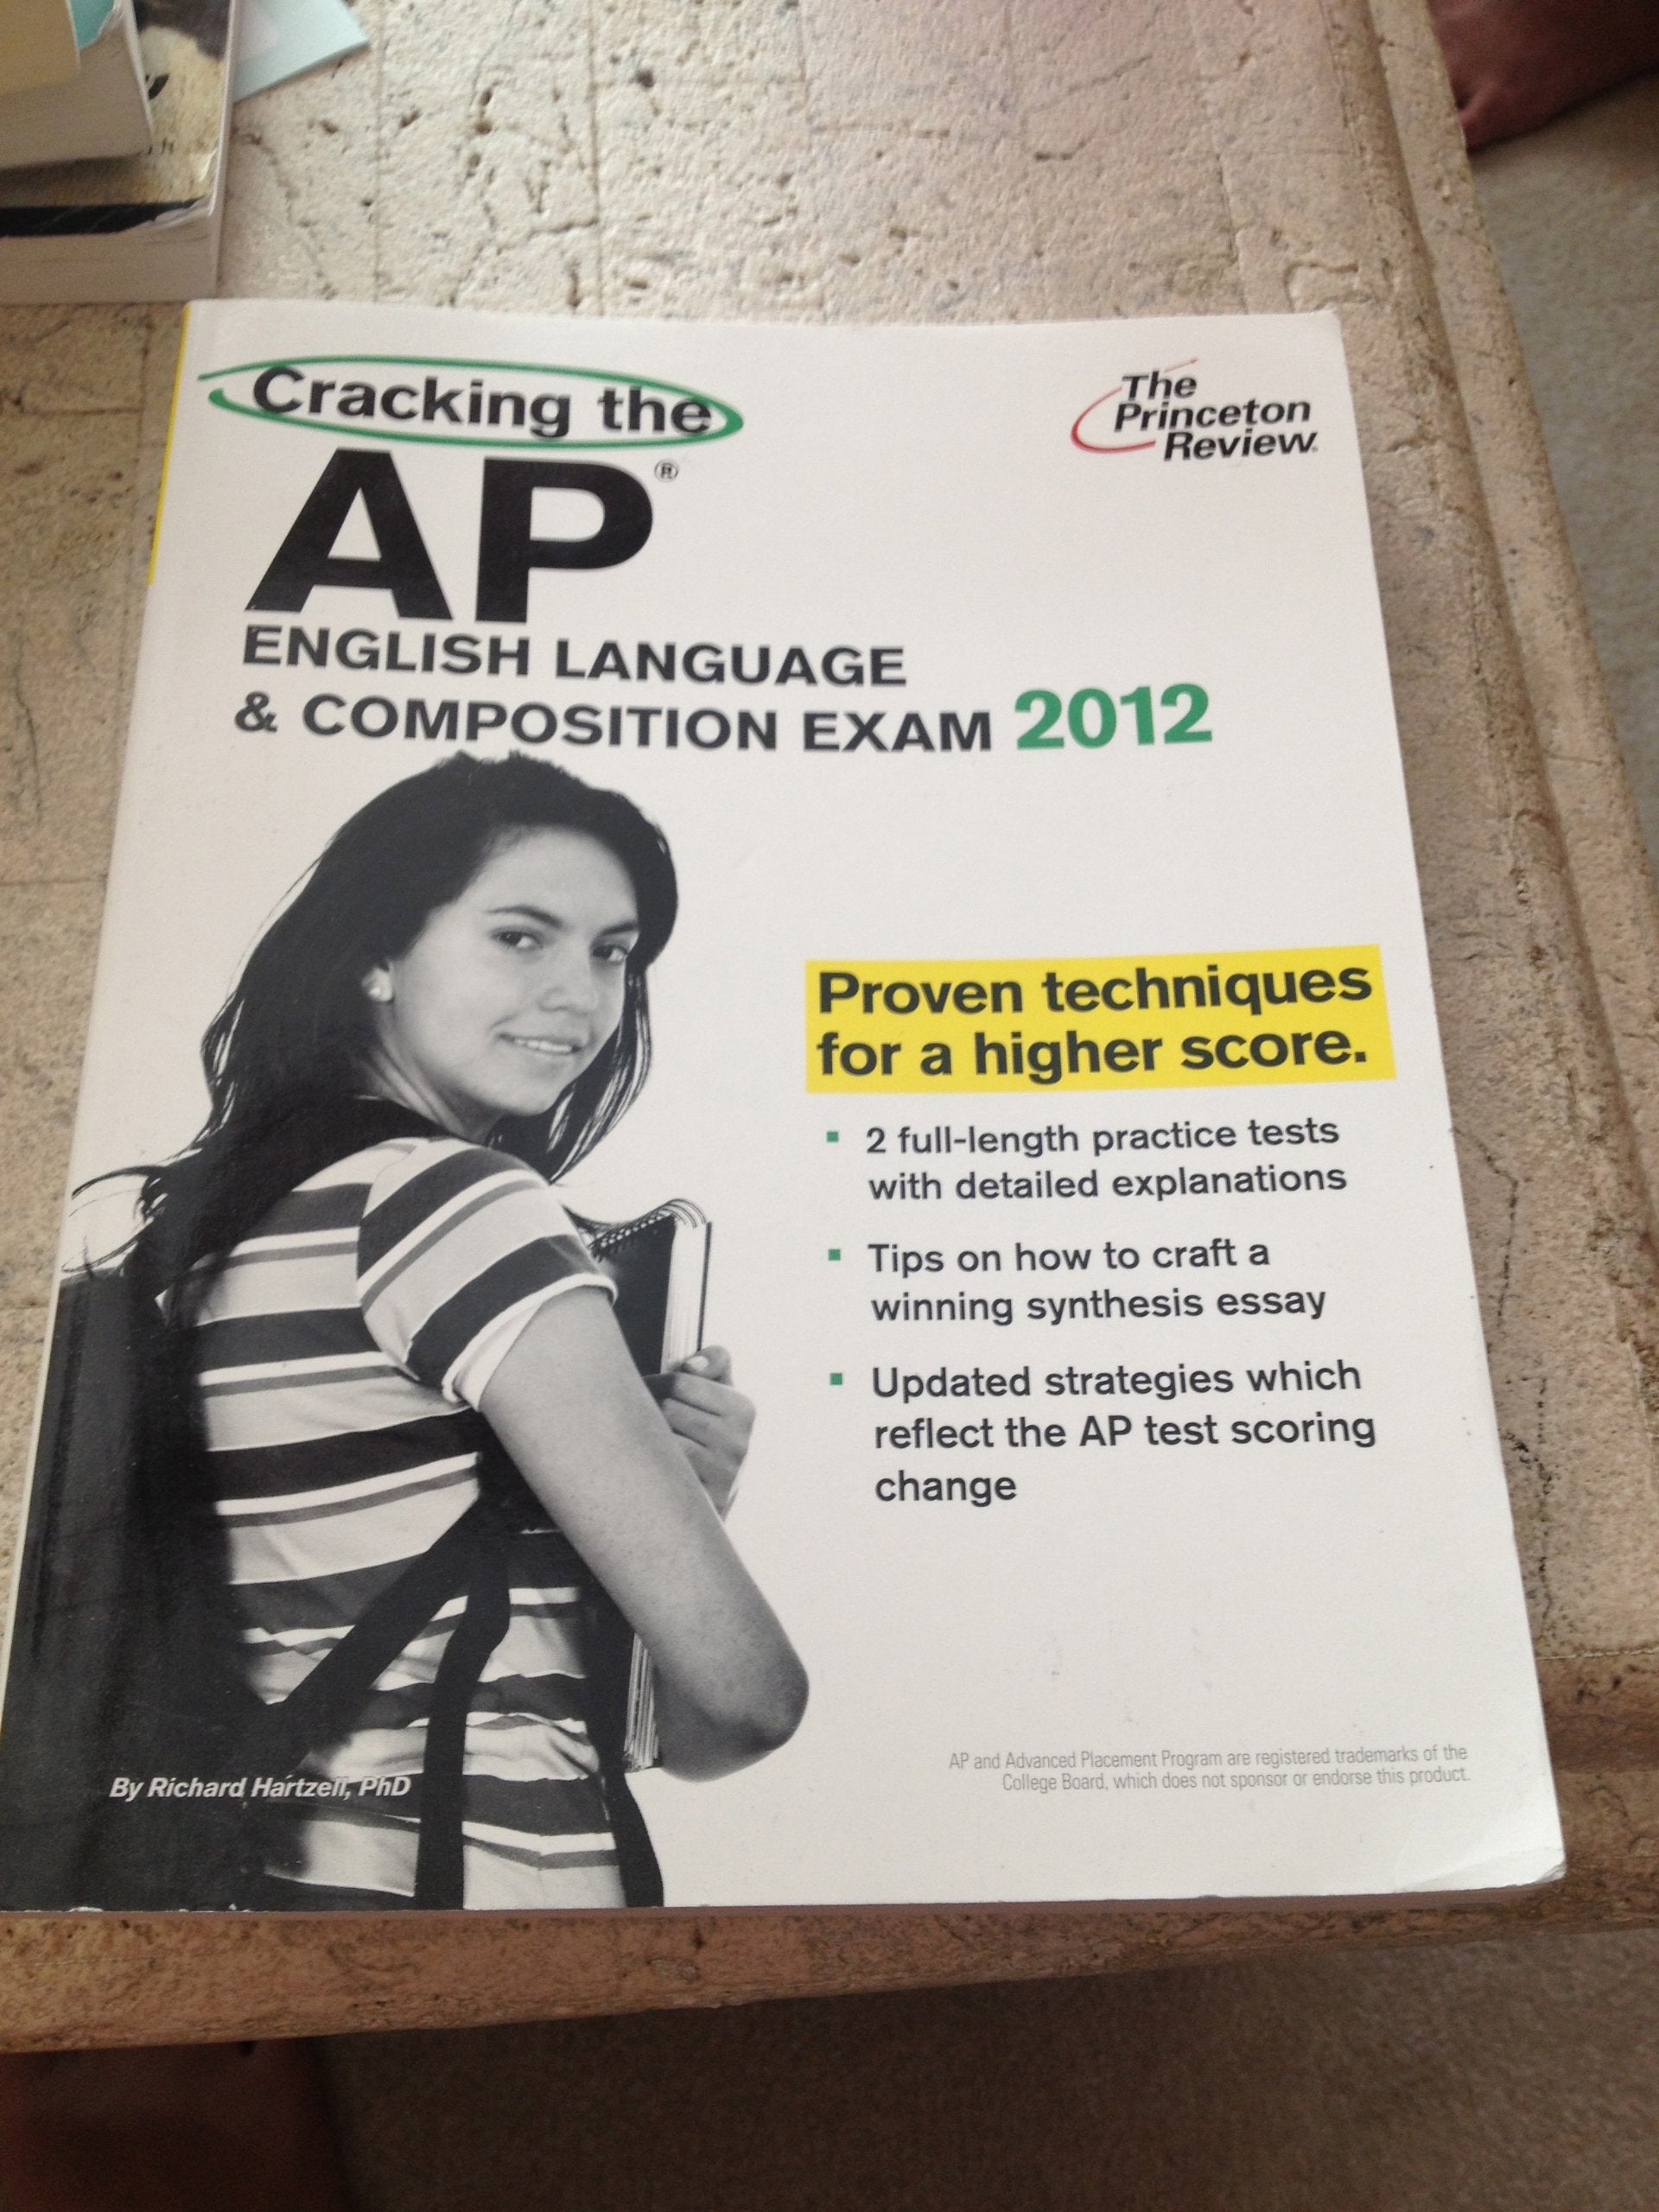 Cracking the
AP®
ENGLISH LANGUAGE
& COMPOSITION EXAM 2012
The
Princeton
Review.
Proven techniques
for a higher score.
▪ 2 full-length practice tests
with detailed explanations
▪ Tips on how to craft a
winning synthesis essay
▪ Updated strategies which
reflect the AP test scoring
change
By Richard Hartzell, PhD
AP and Advanced Placement Program are registered trademarks of the
College Board, which does not sponsor or endorse this product.